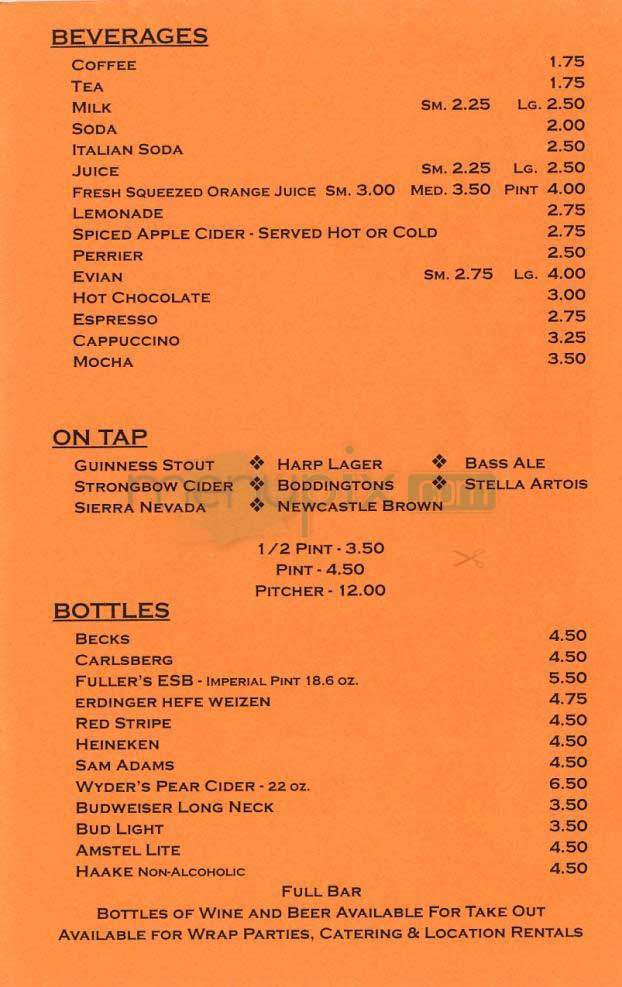 BEVERAGES
COFFEE 1.75
TEA 1.75
MILK SM. 2.25 LG. 2.50
SODA 2.00
ITALIAN SODA 2.50
JUICE SM. 2.25 LG. 2.50
FRESH SQUEEZED ORANGE JUICE SM. 3.00 MED. 3.50 PINT 4.00
LEMONADE 2.75
SPICED APPLE CIDER - SERVED HOT OR COLD 2.75
PERRIER 2.50
EVIAN SM. 2.75 LG. 4.00
HOT CHOCOLATE 3.00
ESPRESSO 2.75
CAPPUCCINO 3.25
MOCHA 3.50
ON TAP
GUINNESS STOUT ❖ HARP LAGER ❖ BASS ALE
STRONGBOW CIDER ❖ BODDINGTONS ❖ STELLA ARTOIS
menupix.com
SIERRA NEVADA ❖ NEWCASTLE BROWN
1/2 PINT - 3.50
PINT - 4.50
PITCHER - 12.00
BOTTLES
BECKS 4.50
CARLSBERG 4.50
FULLER'S ESB - IMPERIAL PINT 18.6 OZ. 5.50
ERDINGER HEFE WEIZEN 4.75
RED STRIPE 4.50
HEINEKEN 4.50
SAM ADAMS 4.50
WYDER'S PEAR CIDER - 22 OZ. 6.50
BUDWEISER LONG NECK 3.50
BUD LIGHT 3.50
AMSTEL LITE 4.50
HAAKE NON-ALCOHOLIC 4.50
FULL BAR
BOTTLES OF WINE AND BEER AVAILABLE FOR TAKE OUT
AVAILABLE FOR WRAP PARTIES, CATERING & LOCATION RENTALS